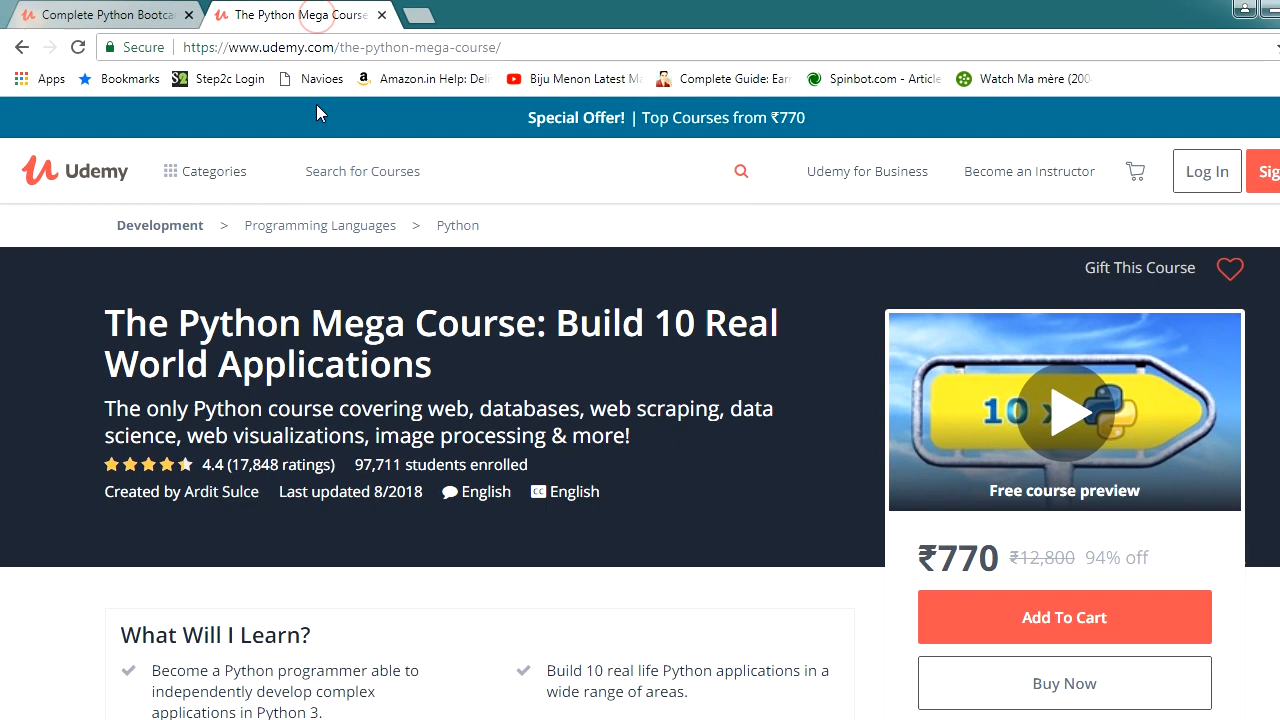 Complete Python Bootca
The Python Mega Course
Secure
https://www.udemy.com/the-python-mega-course/
Apps
Bookmarks
Step2c Login
Navioes
Amazon.in Help: Deli
Biju Menon Latest Ma
Complete Guide: Earn
Spinbot.com - Article
Watch Ma mère (200
Special Offer! | Top Courses from ₹770
Udemy
Categories
Search for Courses
Udemy for Business
Become an Instructor
Log In
Sig
Development > Programming Languages > Python
Gift This Course
The Python Mega Course: Build 10 Real
World Applications
The only Python course covering web, databases, web scraping, data
science, web visualizations, image processing & more!
4.4 (17,848 ratings) 97,711 students enrolled
Created by Ardit Sulce Last updated 8/2018 English CC English
10 x
Free course preview
₹770 ₹12,800 94% off
Add To Cart
Buy Now
What Will I Learn?
Become a Python programmer able to
independently develop complex
applications in Python 3.
Build 10 real life Python applications in a
wide range of areas.